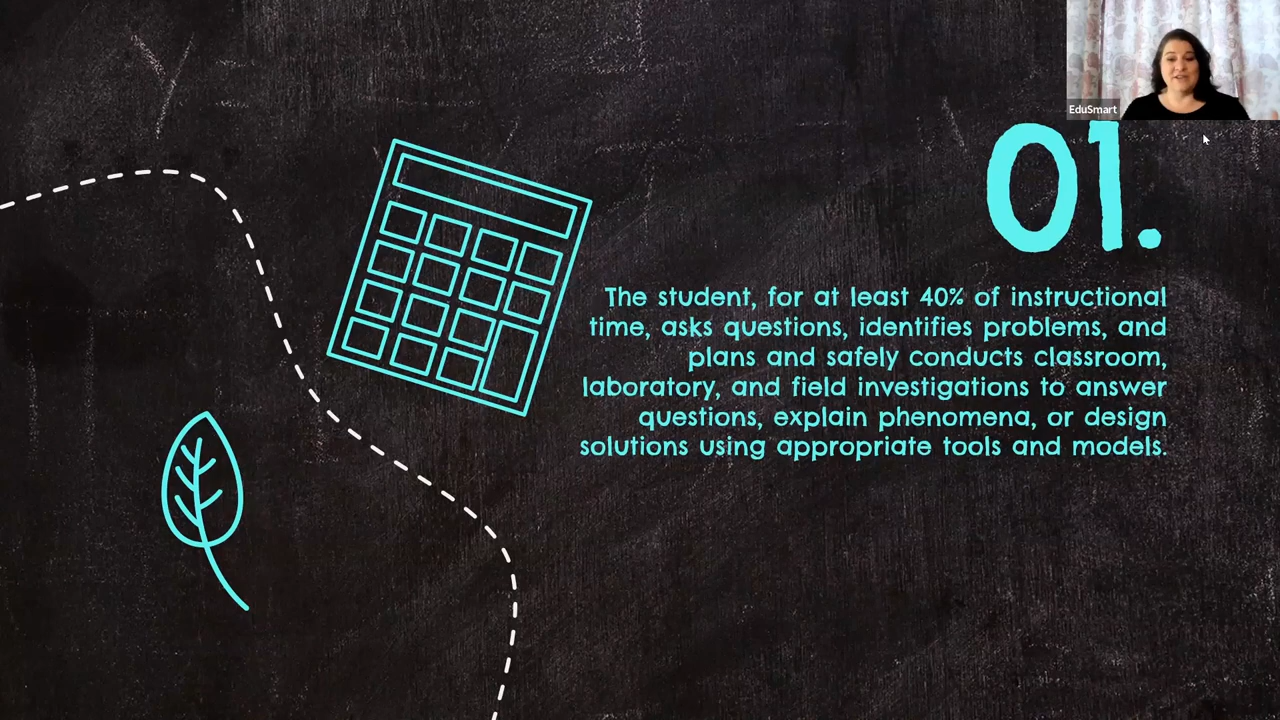 EduSmart
01.
The student, for at least 40% of instructional
time, asks questions, identifies problems, and
plans and safely conducts classroom,
laboratory, and field investigations to answer
questions, explain phenomena, or design
solutions using appropriate tools and models.